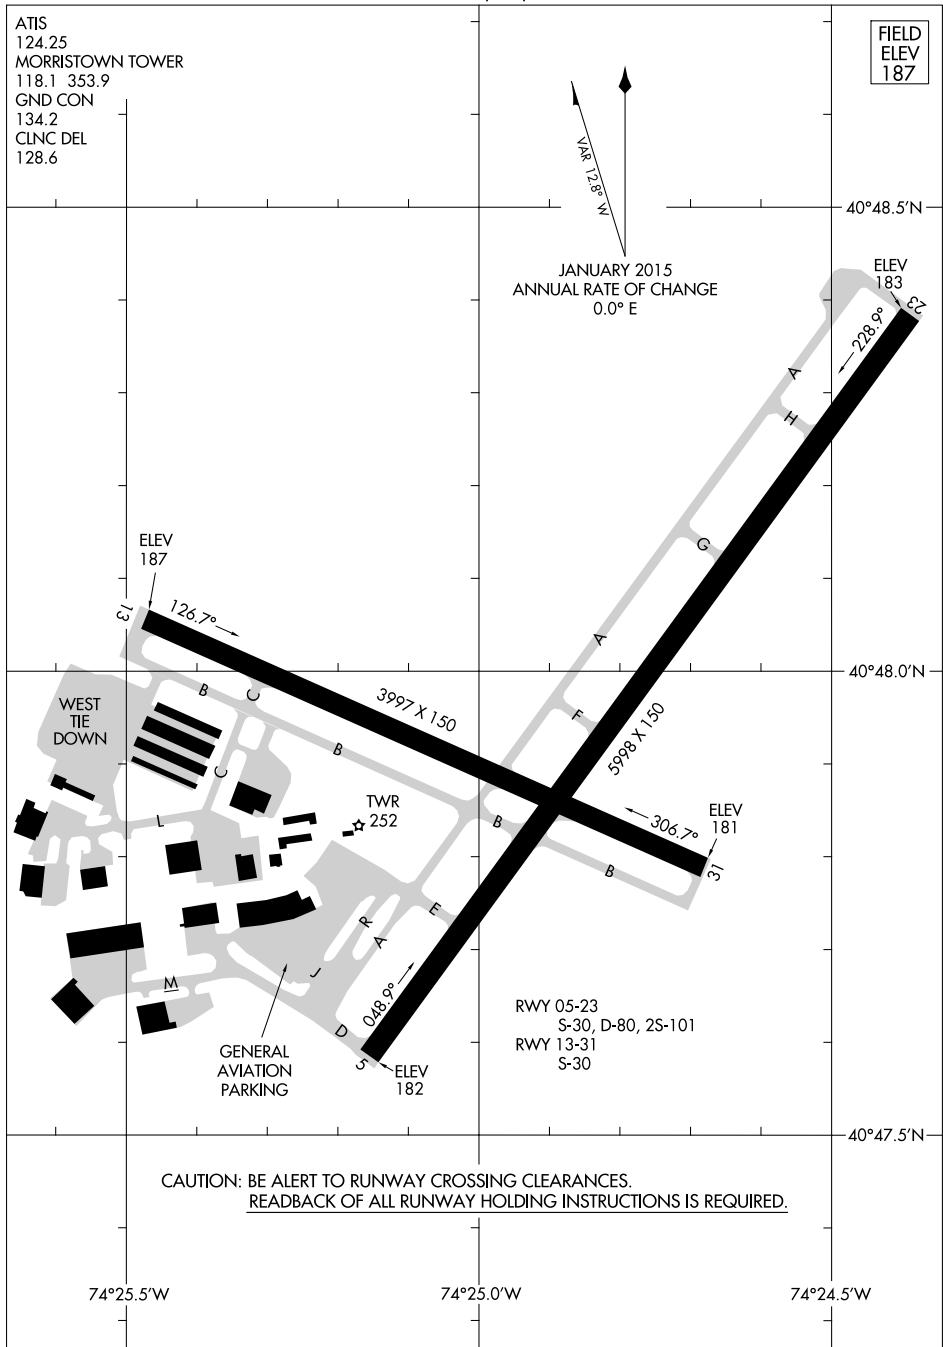 ATIS
124.25
MORRISTOWN TOWER
118.1 353.9
GND CON
134.2
CLNC DEL
128.6
FIELD
ELEV
187
VAR 12.8° W
JANUARY 2015
ANNUAL RATE OF CHANGE
0.0° E
40°48.5'N
ELEV
183
23
228.9°
A
H
G
ELEV
187
13
126.7°
A
40°48.0'N
B
C
3997 X 150
WEST
TIE
DOWN
F
5998 X 150
B
C
TWR
252
L
B
306.7°
ELEV
181
B
31
E
R
A
J
M
048.9°
D
5
ELEV
182
GENERAL
AVIATION
PARKING
RWY 05-23
S-30, D-80, 2S-101
RWY 13-31
S-30
40°47.5'N
CAUTION: BE ALERT TO RUNWAY CROSSING CLEARANCES.
READBACK OF ALL RUNWAY HOLDING INSTRUCTIONS IS REQUIRED.
74°25.5'W
74°25.0'W
74°24.5'W